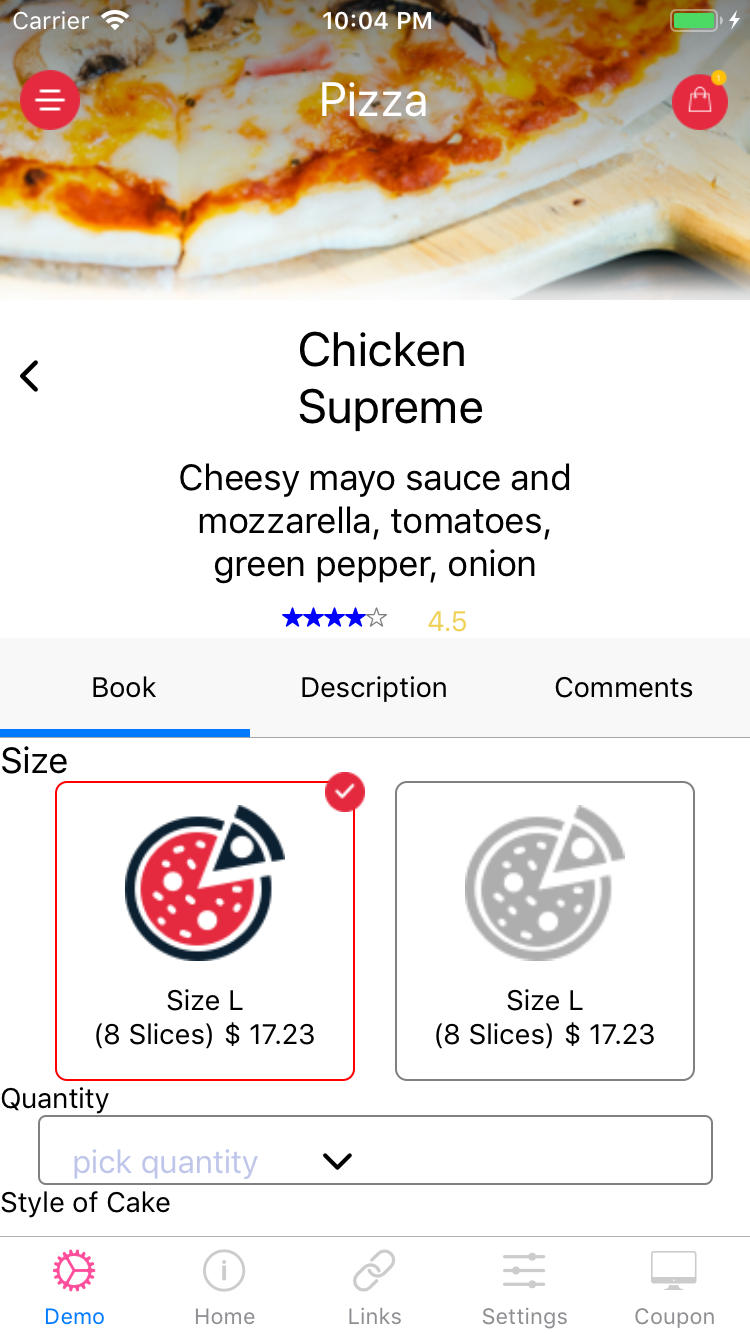 Carrier 10:04 PM
Pizza
1
Chicken
Supreme
Cheesy mayo sauce and
mozzarella, tomatoes,
green pepper, onion
4.5
Book Description Comments
Size
Size L Size L
(8 Slices) $ 17.23 (8 Slices) $ 17.23
Quantity
pick quantity
Style of Cake
Demo Home Links Settings Coupon